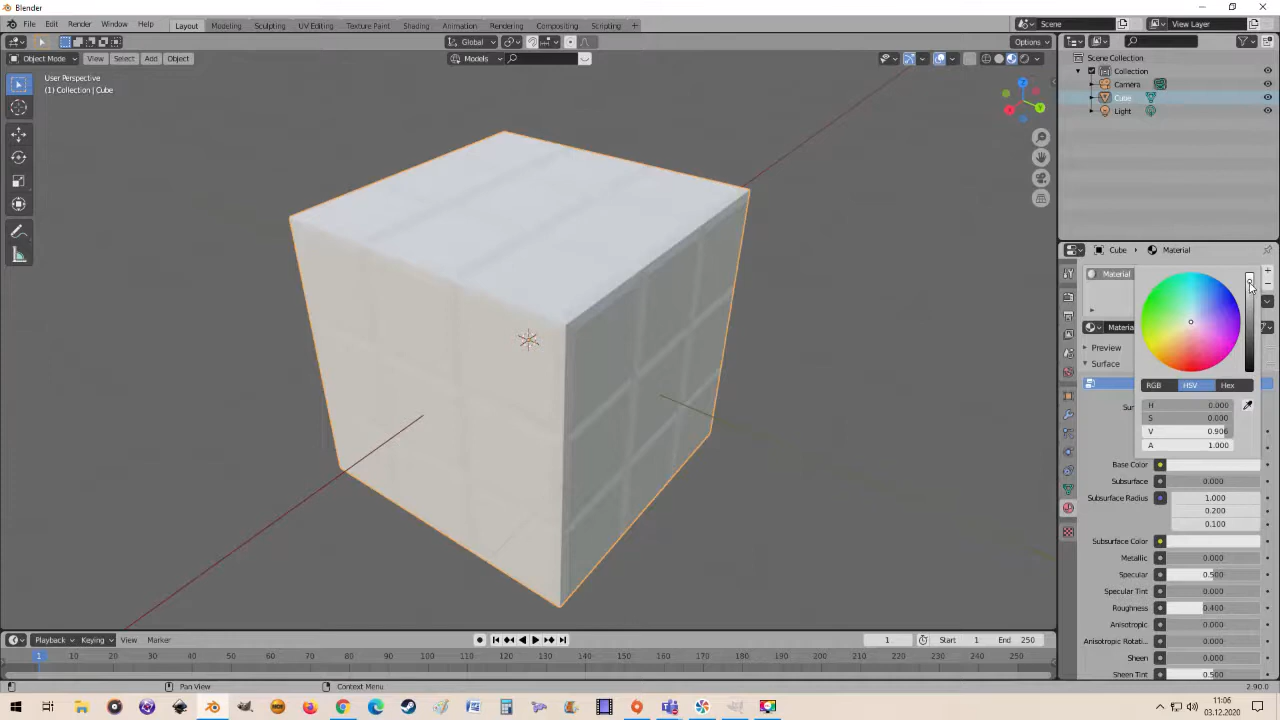 Blender
File Edit Render Window Help Layout Modeling Sculpting UV Editing Texture Paint Shading Animation Rendering Compositing Scripting + Scene View Layer
Global Options
Object Mode View Select Add Object Models
User Perspective
(1) Collection | Cube
Scene Collection
Collection
Camera
Cube
Light
Cube Material
Material
Materia
Preview
Surface
RGB HSV Hex
H 0.000
S 0.000
V 0.906
A 1.000
Base Color
Subsurface 0.000
Subsurface Radius 1.000
0.200
0.100
Subsurface Color
Metallic 0.000
Specular 0.500
Specular Tint 0.000
Roughness 0.400
Anisotropic 0.000
Anisotropic Rotati... 0.000
Sheen 0.000
Sheen Tint 0.500
Playback Keying View Marker 1 Start 1 End 250
1 10 20 30 40 50 60 70 80 90 100 110 120 130 140 150 160 170 180 190 200 210 220 230 240 250
Pan View Context Menu 2.90.0
11:06
03.12.2020